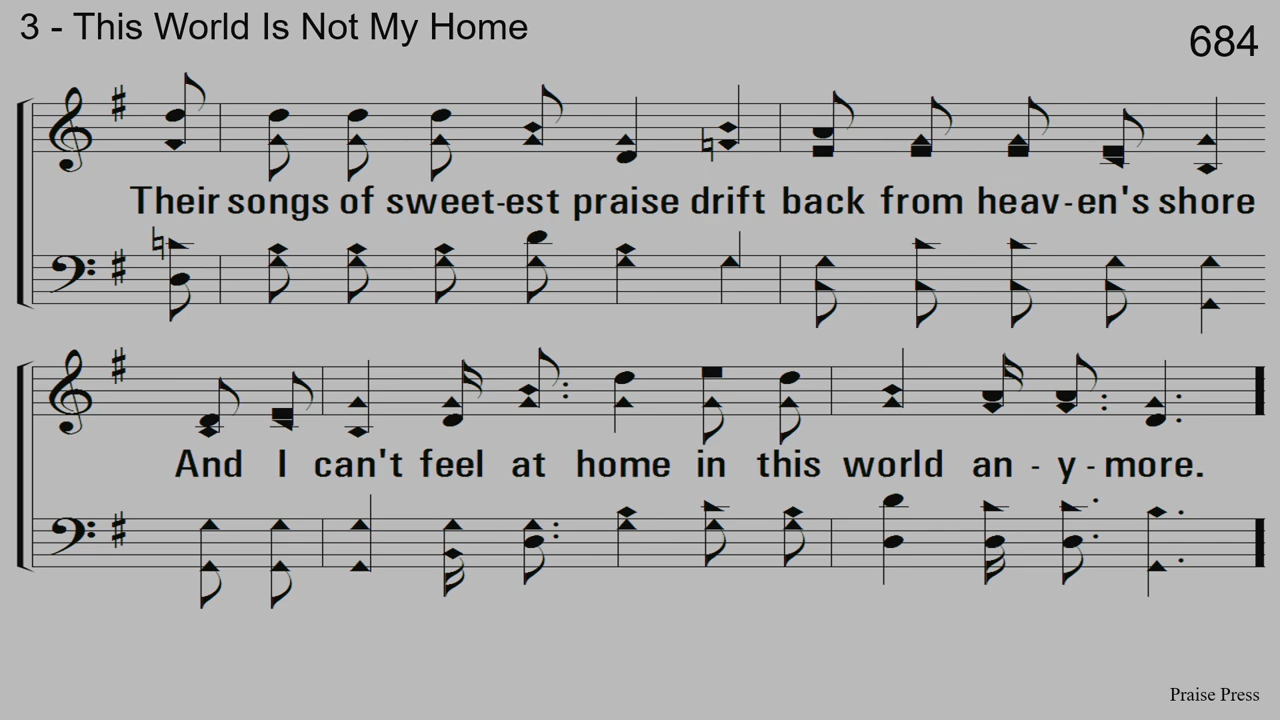 3 - This World Is Not My Home
684
Their songs of sweet-est praise drift back from heav-en's shore
And I can't feel at home in this world an - y - more.
Praise Press